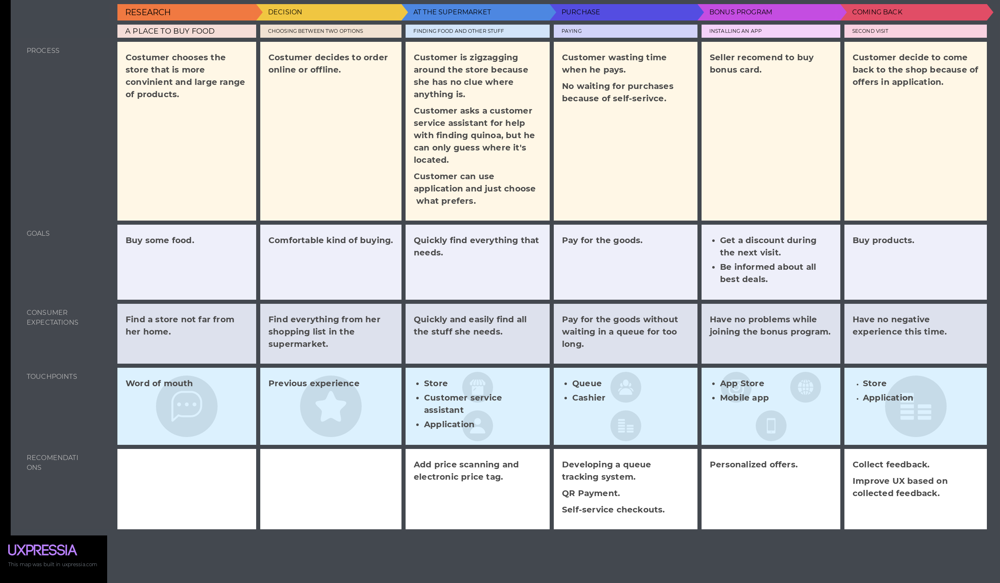 RESEARCH
DECISION
AT THE SUPERMARKET
PURCHASE
BONUS PROGRAM
COMING BACK
A PLACE TO BUY FOOD
CHOOSING BETWEEN TWO OPTIONS
FINDING FOOD AND OTHER STUFF
PAYING
INSTALLING AN APP
SECOND VISIT
PROCESS
Costumer chooses the
store that is more
convinient and large range
of products.
Costumer decides to order
online or offline.
Customer is zigzagging
around the store because
she has no clue where
anything is.
Customer asks a customer
service assistant for help
with finding quinoa, but he
can only guess where it's
located.
Customer can use
application and just choose
what prefers.
Customer wasting time
when he pays.
No waiting for purchases
because of self-serivce.
Seller recomend to buy
bonus card.
Customer decide to come
back to the shop because of
offers in application.
GOALS
Buy some food.
Comfortable kind of buying.
Quickly find everything that
needs.
Pay for the goods.
• Get a discount during
the next visit.
• Be informed about all
best deals.
Buy products.
CONSUMER
EXPECTATIONS
Find a store not far from
her home.
Find everything from her
shopping list in the
supermarket.
Quickly and easily find all
the stuff she needs.
Pay for the goods without
waiting in a queue for too
long.
Have no problems while
joining the bonus program.
Have no negative
experience this time.
TOUCHPOINTS
Word of mouth
Previous experience
• Store
• Customer service
assistant
• Application
• Queue
• Cashier
• App Store
• Mobile app
• Store
• Application
RECOMENDATI
ONS
Add price scanning and
electronic price tag.
Developing a queue
tracking system.
QR Payment.
Self-service checkouts.
Personalized offers.
Collect feedback.
Improve UX based on
collected feedback.
UXPRESSIA
This map was built in uxpressia.com